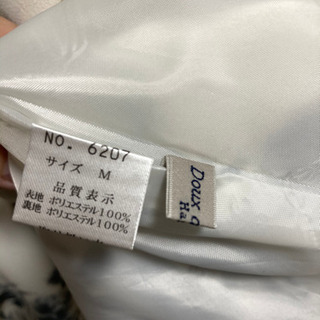 NO. 6207
サイズ M
品質表示
表地 ポリエステル100%
裏地 ポリエステル100%
Doux